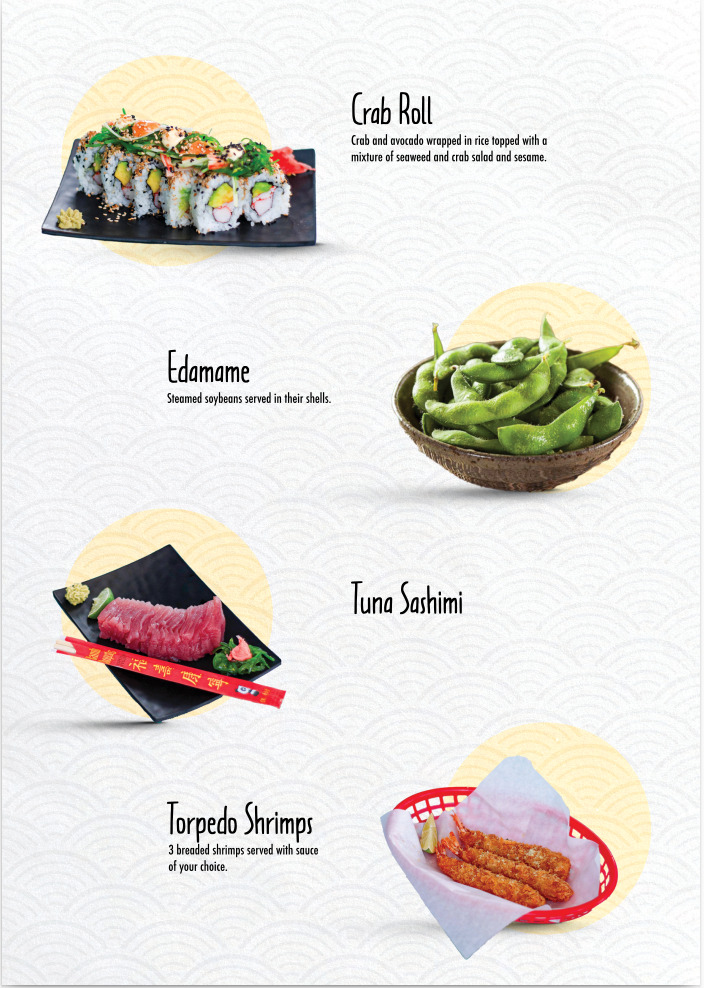 Crab Roll
Crab and avocado wrapped in rice topped with a
mixture of seaweed and crab salad and sesame.
Edamame
Steamed soybeans served in their shells.
Tuna Sashimi
Torpedo Shrimps
3 breaded shrimps served with sauce
of your choice.